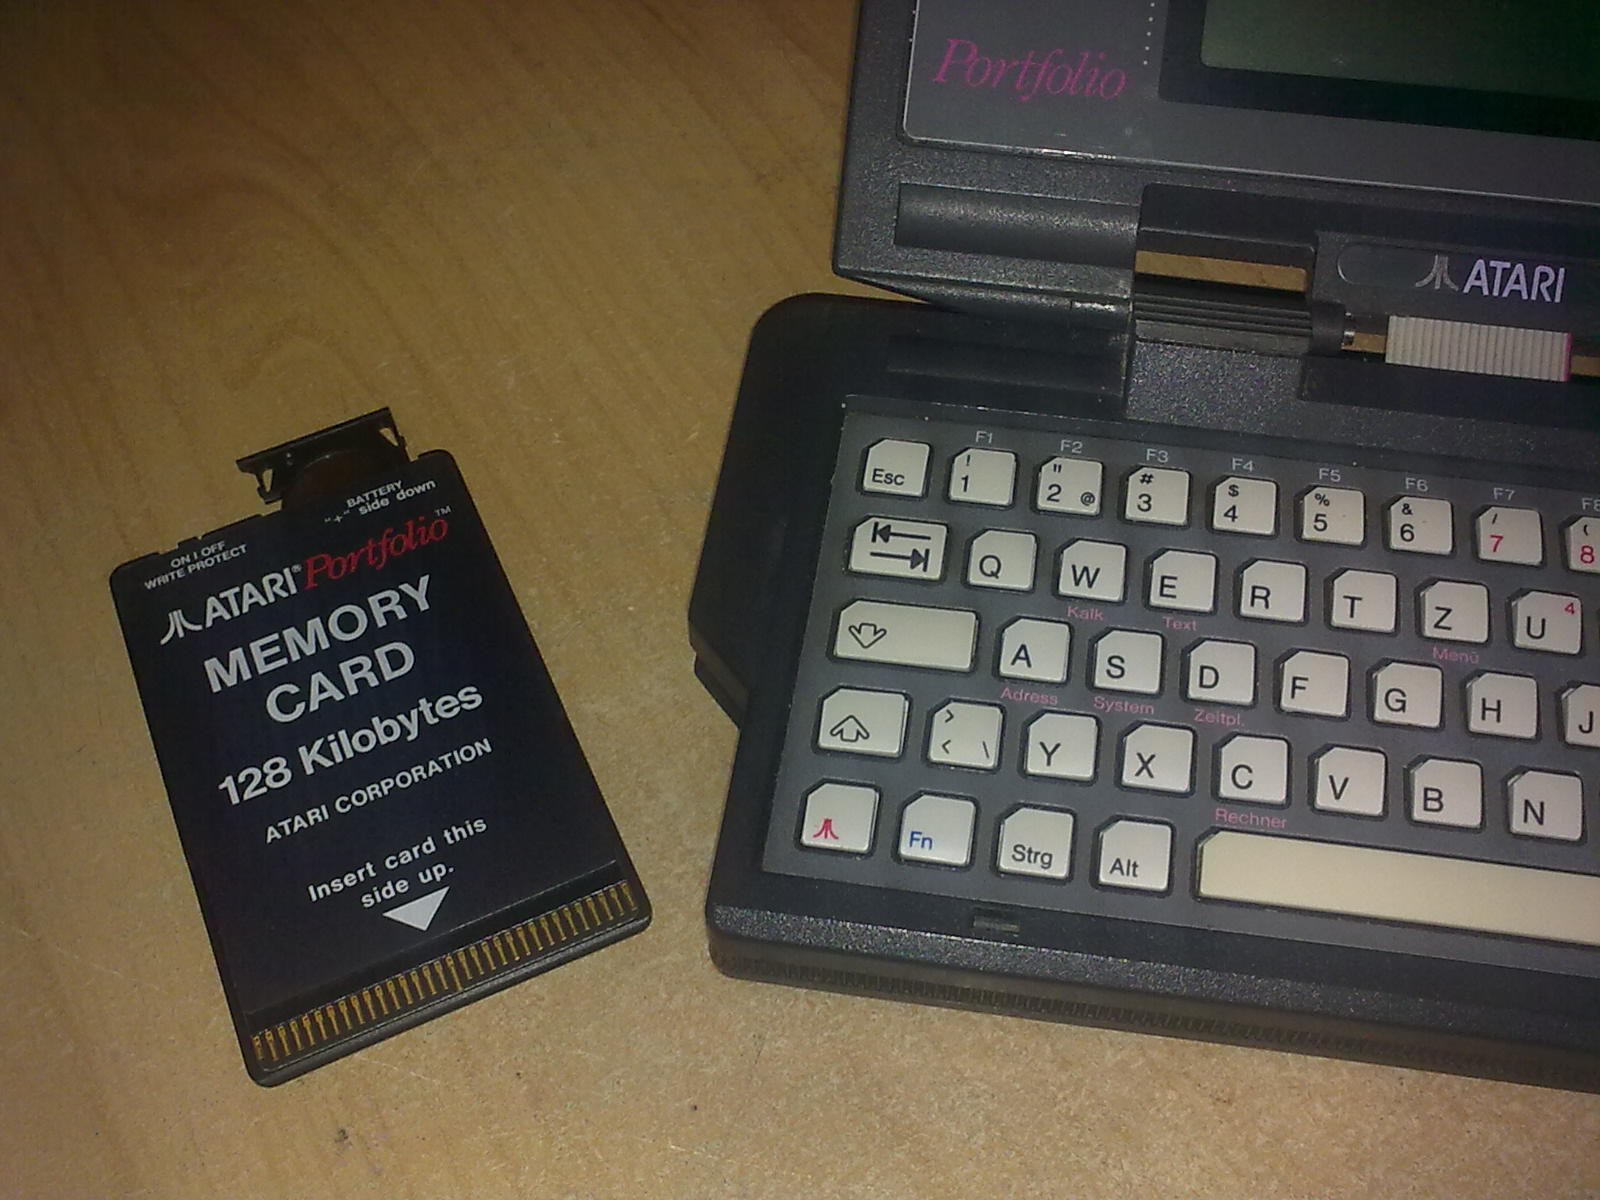 BATTERY
"+" side down
ON | OFF
WRITE PROTECT
ATARI® Portfolio™
MEMORY
CARD
128 Kilobytes
ATARI CORPORATION
Insert card this
side up.
Portfolio
ATARI
F1 F2 F3 F4 F5 F6 F7 F8
Esc ! 1 " 2 @ # 3 $ 4 % 5 & 6 / 7 ( 8
Q W E R T Z U 4
Kalk Text Menü
A S D F G H J
Adress System Zeitpl.
> < \ Y X C V B N
Rechner
Fn Strg Alt